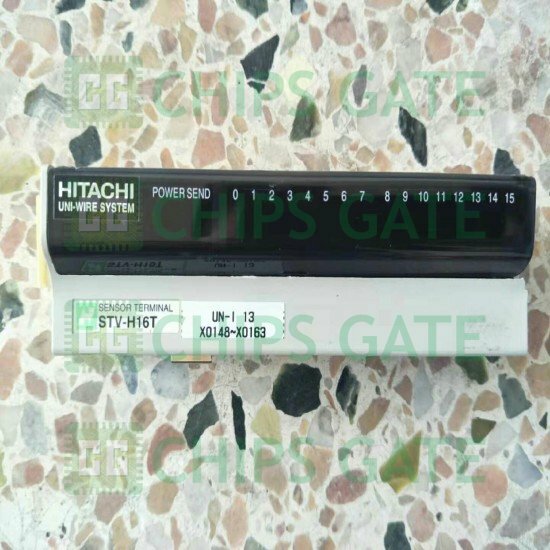 CHIPS GATE
HITACHI
UNI-WIRE SYSTEM
POWER SEND 0 1 2 3 4 5 6 7 8 9 10 11 12 13 14 15
CHIPS GATE
SENSOR TERMINAL
STV-H16T
UN-I 13
X0148~X0163
CHIPS GATE
CHIPS GATE